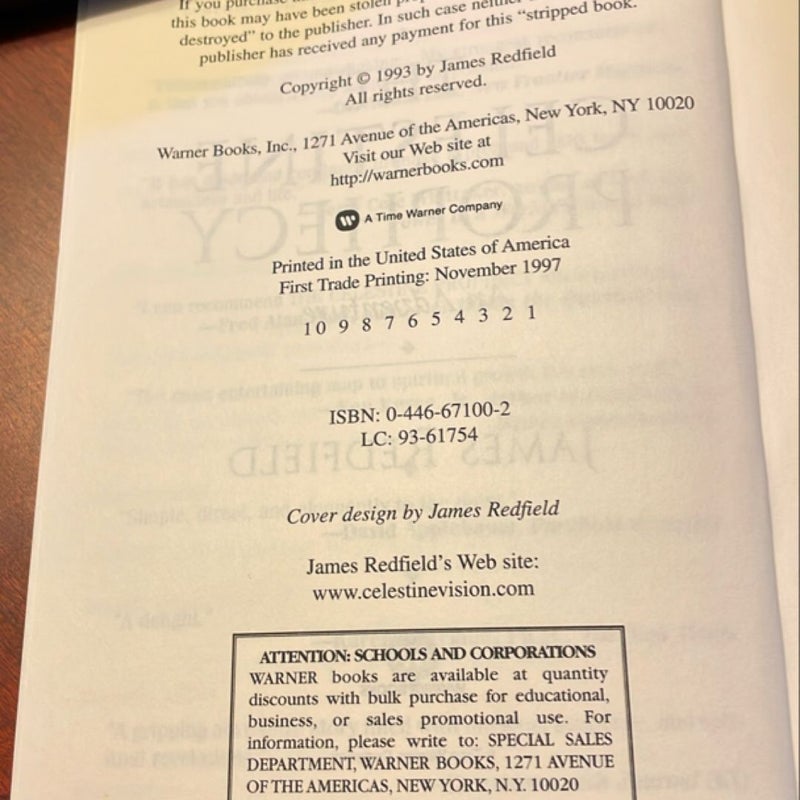 If you purchase
this book may have been stolen
destroyed" to the publisher. In such case neither
publisher has received any payment for this "stripped book."
Copyright © 1993 by James Redfield
All rights reserved.
Warner Books, Inc., 1271 Avenue of the Americas, New York, NY 10020
Visit our Web site at
http://warnerbooks.com
A Time Warner Company
Printed in the United States of America
First Trade Printing: November 1997
10 9 8 7 6 5 4 3 2 1
ISBN: 0-446-67100-2
LC: 93-61754
Cover design by James Redfield
James Redfield's Web site:
www.celestinevision.com
ATTENTION: SCHOOLS AND CORPORATIONS
WARNER books are available at quantity
discounts with bulk purchase for educational,
business, or sales promotional use. For
information, please write to: SPECIAL SALES
DEPARTMENT, WARNER BOOKS, 1271 AVENUE
OF THE AMERICAS, NEW YORK, N.Y. 10020